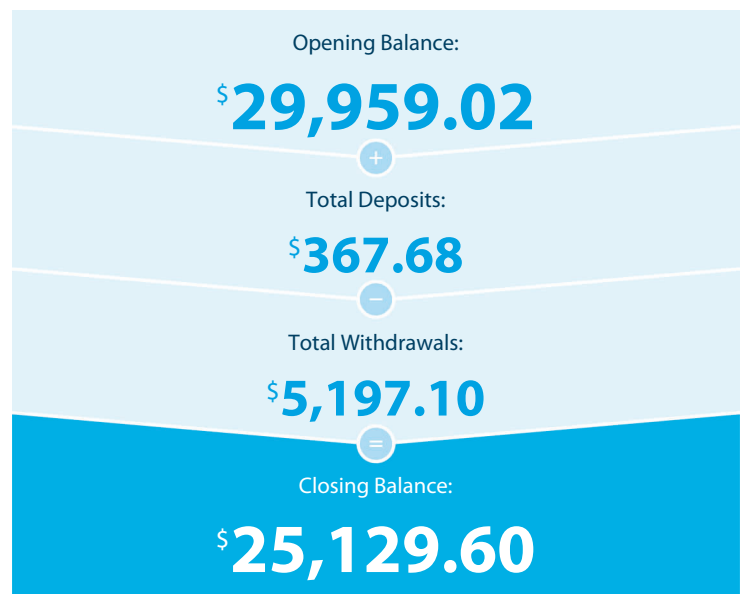 Opening Balance:
$29,959.02
+
Total Deposits:
$367.68
−
Total Withdrawals:
$5,197.10
=
Closing Balance:
$25,129.60